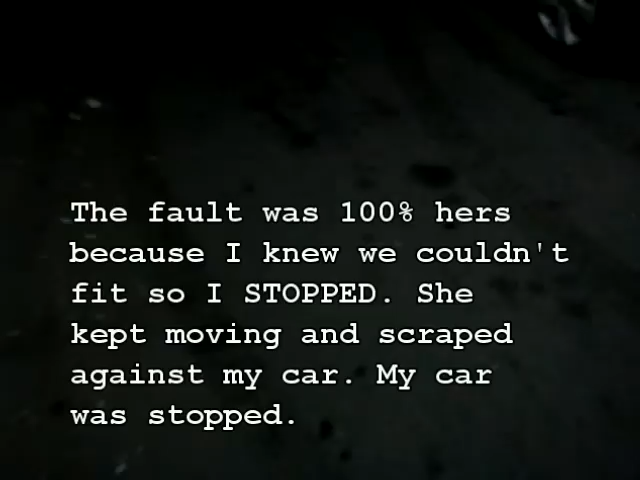 The fault was 100% hers
because I knew we couldn't
fit so I STOPPED. She
kept moving and scraped
against my car. My car
was stopped.